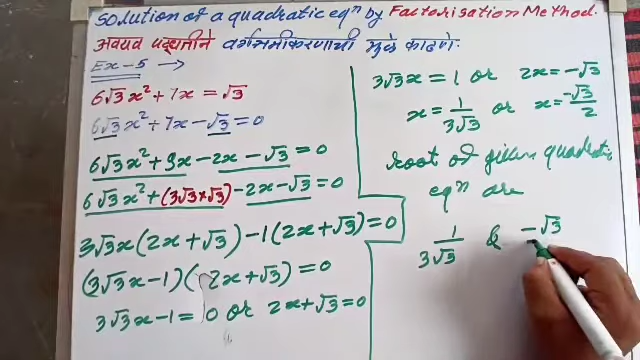 Solution of a quadratic eqn by Factorisation Method.
अवयव पद्धतीने वर्गसमीकरणाची मुळे काढणे:
Ex-5 →
6√3x² + 7x = √3
6√3x² + 7x - √3 = 0
6√3x² + 9x - 2x - √3 = 0
6√3x² + (3√3×√3) - 2x - √3 = 0
3√3x(2x + √3) - 1(2x + √3) = 0
(3√3x - 1)(2x + √3) = 0
3√3x - 1 = 0 or 2x + √3 = 0
3√3x = 1 or 2x = -√3
x = 1/3√3 or x = -√3/2
root of given quadratic
eqn are
1/3√3 & -√3